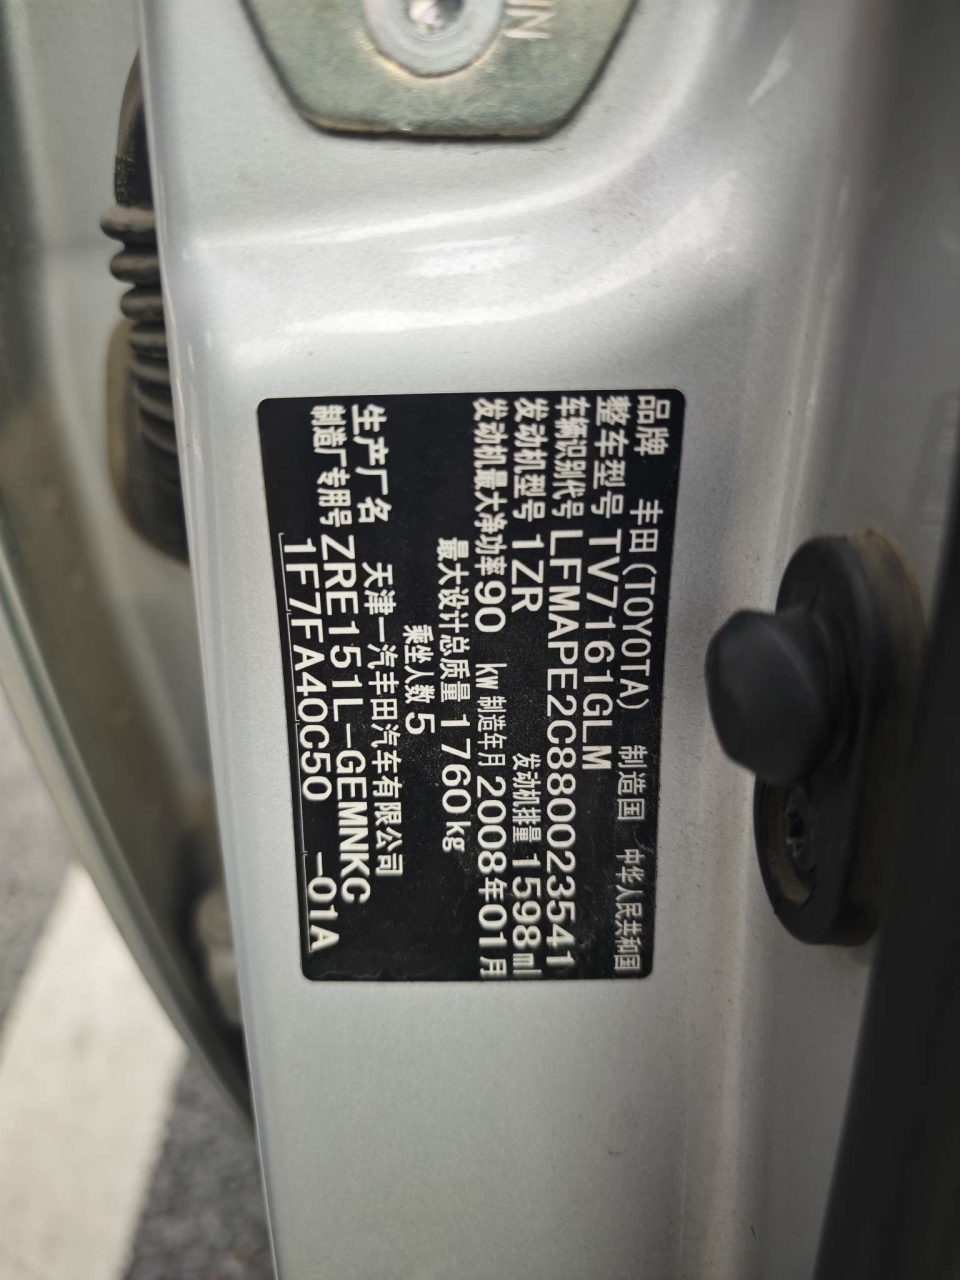 品牌 丰田(TOYOTA) 制造国 中华人民共和国
整车型号 TV7161GLM
车辆识别代号 LFMAPE2C880023541
发动机型号 1ZR 发动机排量 1598ml
发动机最大净功率 90 kw 制造年月 2008年01月
最大设计总质量 1760kg
乘坐人数 5
生产厂名 天津一汽丰田汽车有限公司
制造厂专用号 ZRE151L-GEMNKC
1F7FA40C50 -01A